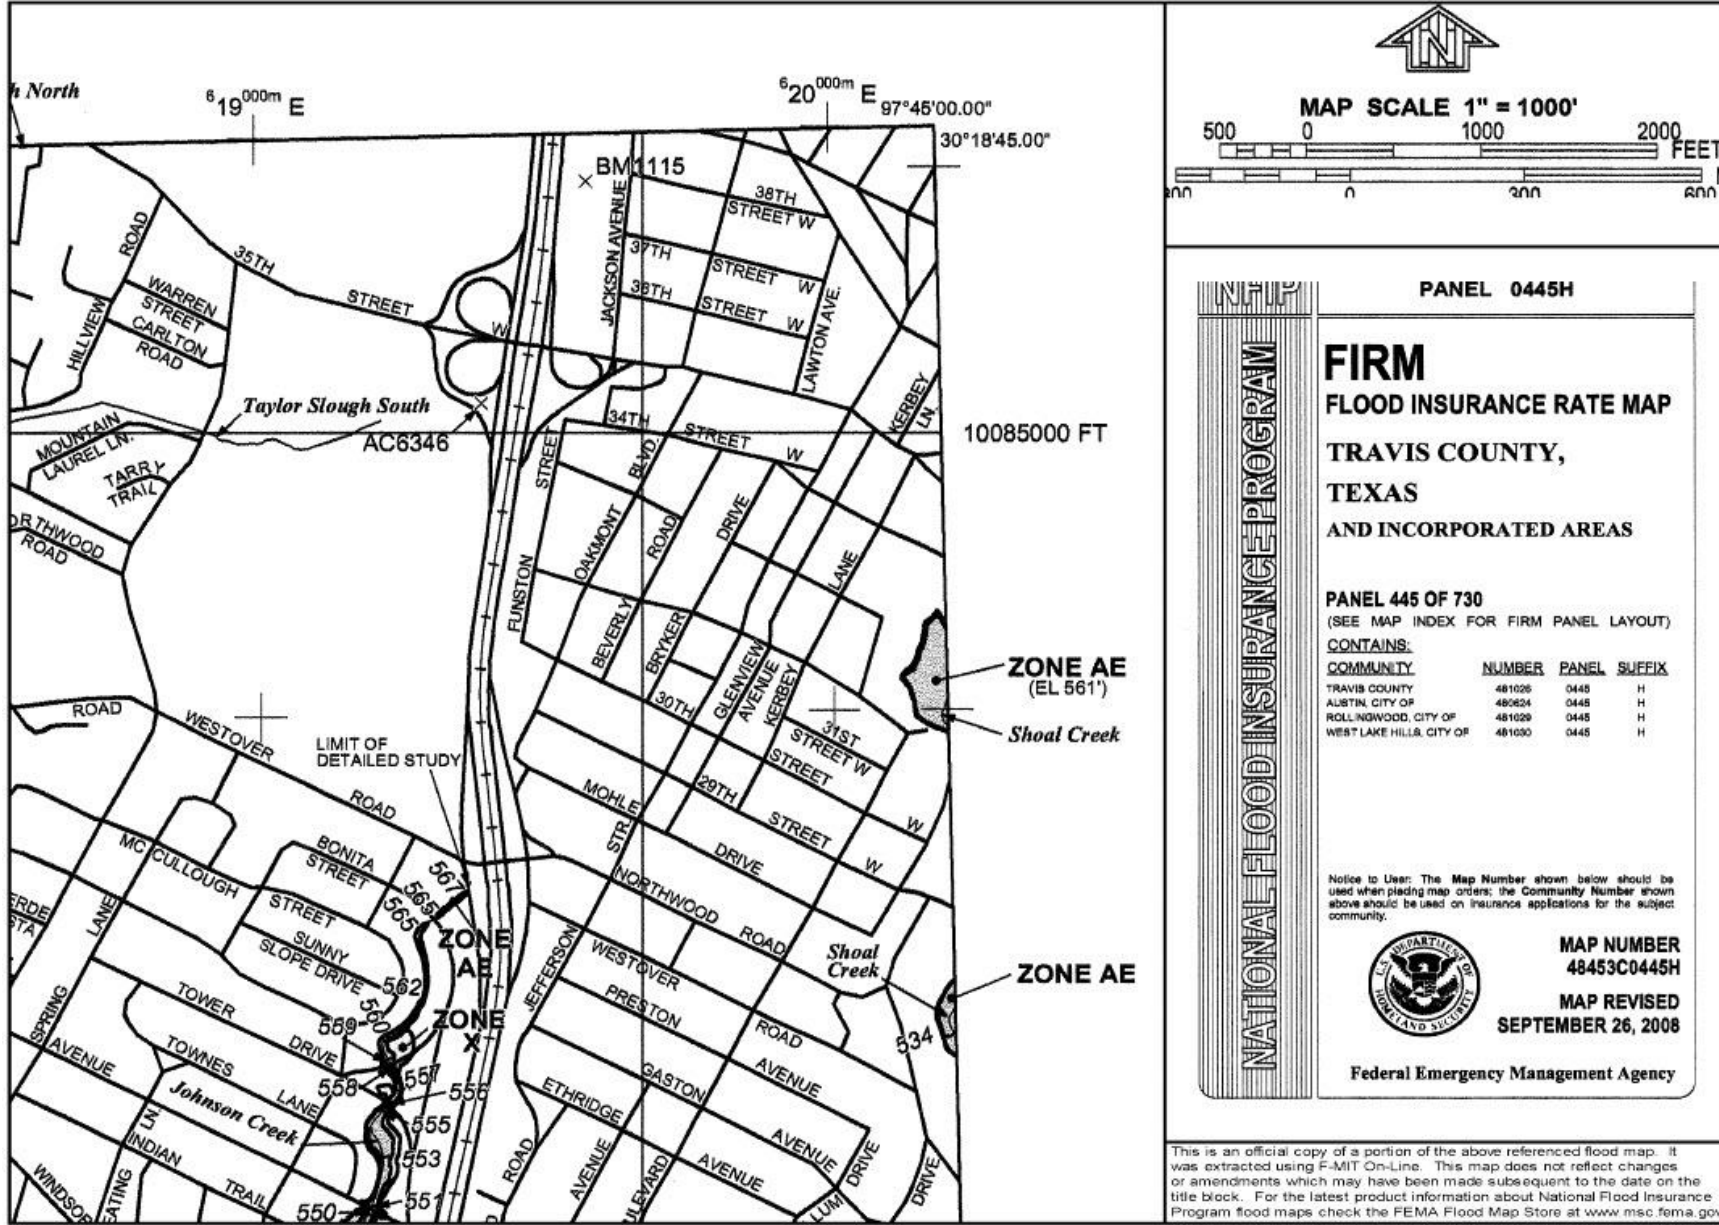 h North
6 19 000m E
6 20 000m E
97°45'00.00"
30°18'45.00"
BM1115
38TH
STREET W
JACKSON AVENUE
37TH
STREET
W
36TH
STREET
W
LAWTON AVE.
ROAD
35TH
STREET
W
WARREN
STREET
CARLTON
ROAD
HILLVIEW
Taylor Slough South
AC6346
MOUNTAIN
LAUREL LN.
TARRY
TRAIL
ROAD
34TH
STREET
W
KERBEY
LN.
10085000 FT
STREET
BLVD.
OAKMONT
ROAD
DRIVE
LANE
FUNSTON
BEVERLY
BRYKER
GLENVIEW
AVENUE
KERBEY
30TH
31ST
STREET W
STREET
W
ZONE AE
(EL 561')
Shoal Creek
ROAD
WESTOVER
ROAD
LIMIT OF
DETAILED STUDY
MOHLE
DRIVE
STR.
29TH
STREET
W
MC CULLOUGH
STREET
BONITA
STREET
567
565
565
NORTHWOOD
ROAD
LANE
SPRING
SUNNY
SLOPE DRIVE
562
560
559
ZONE
AE
ZONE
X
TOWER
DRIVE
JEFFERSON
WESTOVER
ROAD
PRESTON
AVENUE
Shoal
Creek
ZONE AE
534
AVENUE
TOWNES
LANE
558
557
556
555
553
551
550
Johnson Creek
LN.
INDIAN
TRAIL
ROAD
ETHRIDGE
AVENUE
GASTON
AVENUE
AVENUE
DRIVE
DRIVE
MAP SCALE 1" = 1000'
500 0 1000 2000
FEET
0 300 600
NFIP
PANEL 0445H
NATIONAL FLOOD INSURANCE PROGRAM
FIRM
FLOOD INSURANCE RATE MAP
TRAVIS COUNTY,
TEXAS
AND INCORPORATED AREAS
PANEL 445 OF 730
(SEE MAP INDEX FOR FIRM PANEL LAYOUT)
CONTAINS:
COMMUNITY NUMBER PANEL SUFFIX
TRAVIS COUNTY 481026 0445 H
AUSTIN, CITY OF 480624 0445 H
ROLLINGWOOD, CITY OF 481029 0445 H
WEST LAKE HILLS, CITY OF 481030 0445 H
Notice to User: The Map Number shown below should be
used when placing map orders; the Community Number shown
above should be used on insurance applications for the subject
community.
U.S. DEPARTMENT OF
HOMELAND SECURITY
MAP NUMBER
48453C0445H
MAP REVISED
SEPTEMBER 26, 2008
Federal Emergency Management Agency
This is an official copy of a portion of the above referenced flood map. It
was extracted using F-MIT On-Line. This map does not reflect changes
or amendments which may have been made subsequent to the date on the
title block. For the latest product information about National Flood Insurance
Program flood maps check the FEMA Flood Map Store at www.msc.fema.gov